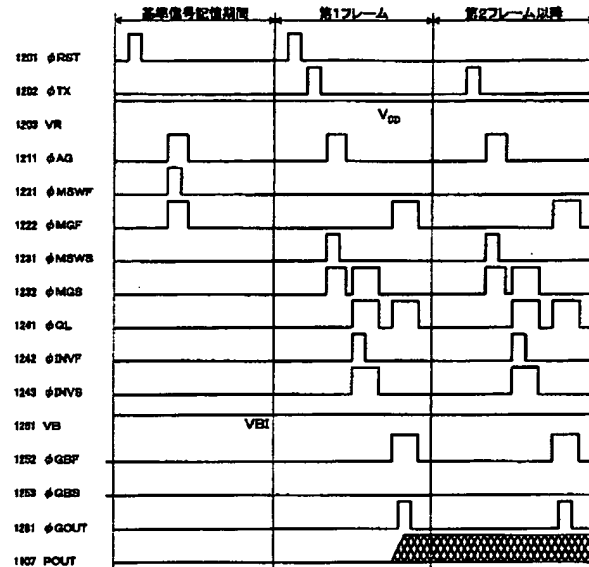 基準信号記憶期間 第1フレーム 第2フレーム以降
1201 φRST
1202 φTX
1203 VR
V_DD
1211 φAG
1221 φMSWF
1222 φMGF
1231 φMSWS
1232 φMGS
1241 φGL
1242 φINVF
1243 φINVS
1251 VB
VBI
1252 φGBF
1253 φGBS
1261 φGOUT
1107 POUT